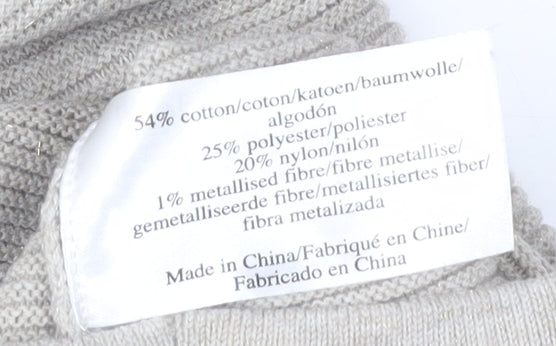 54% cotton/coton/katoen/baumwolle/
algodón
25% polyester/poliester
20% nylon/nilón
1% metallised fibre/fibre metallise/
gemetalliseerde fibre/metallisiertes fiber/
fibra metalizada
Made in China/Fabriqué en Chine/
Fabricado en China